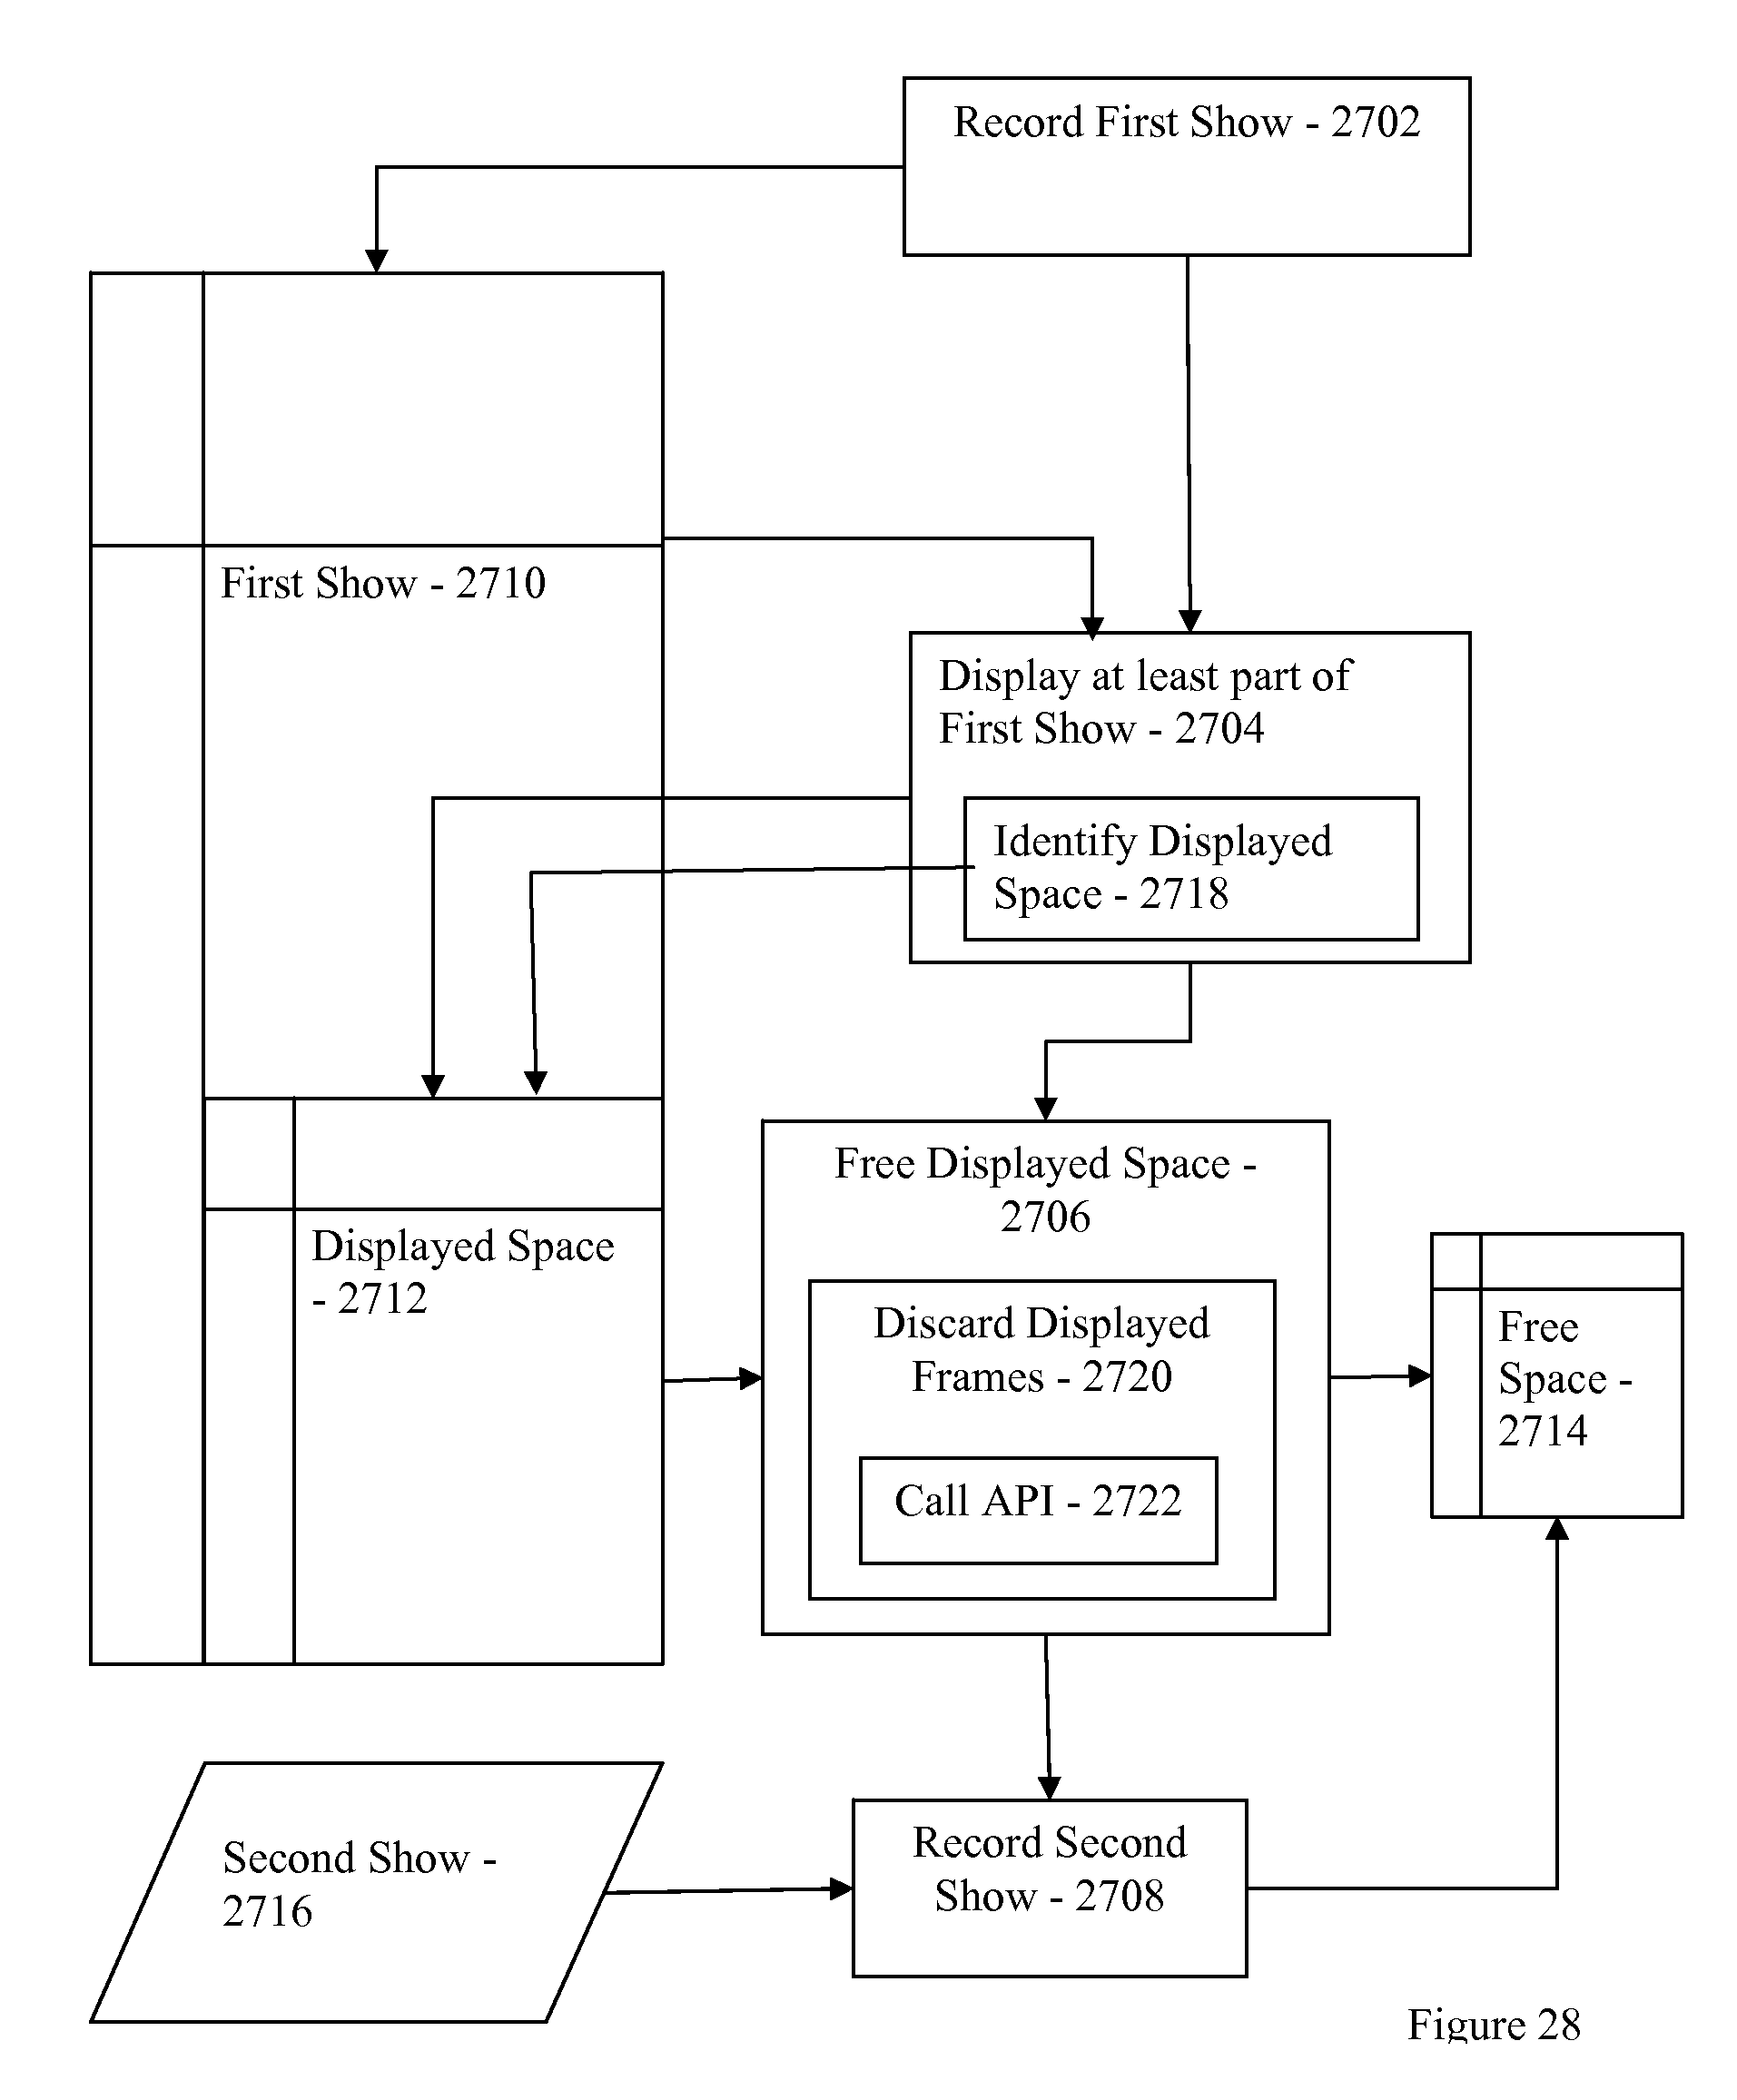 Record First Show - 2702
First Show - 2710
Display at least part of
First Show - 2704
Identify Displayed
Space - 2718
Free Displayed Space -
2706
Displayed Space
- 2712
Discard Displayed
Frames - 2720
Free
Space -
2714
Call API - 2722
Second Show -
2716
Record Second
Show - 2708
Figure 28